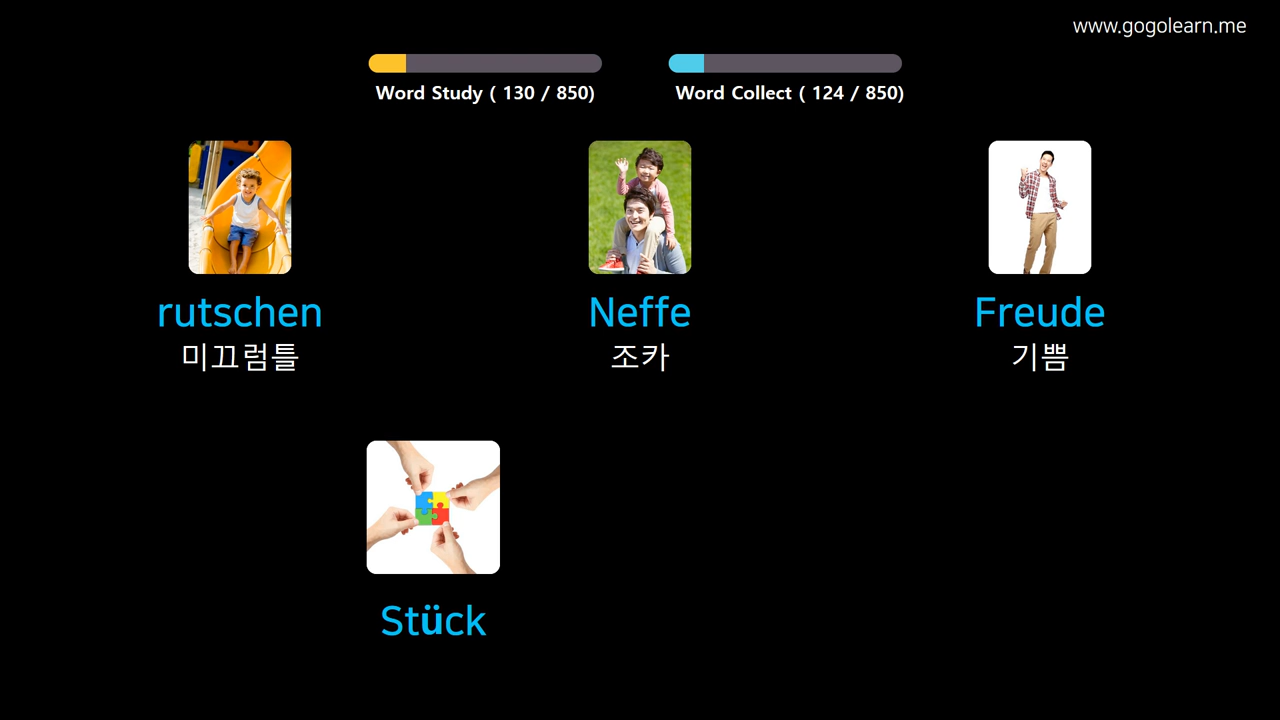 www.gogolearn.me
Word Study ( 130 / 850)
Word Collect ( 124 / 850)
rutschen
미끄럼틀
Neffe
조카
Freude
기쁨
Stück